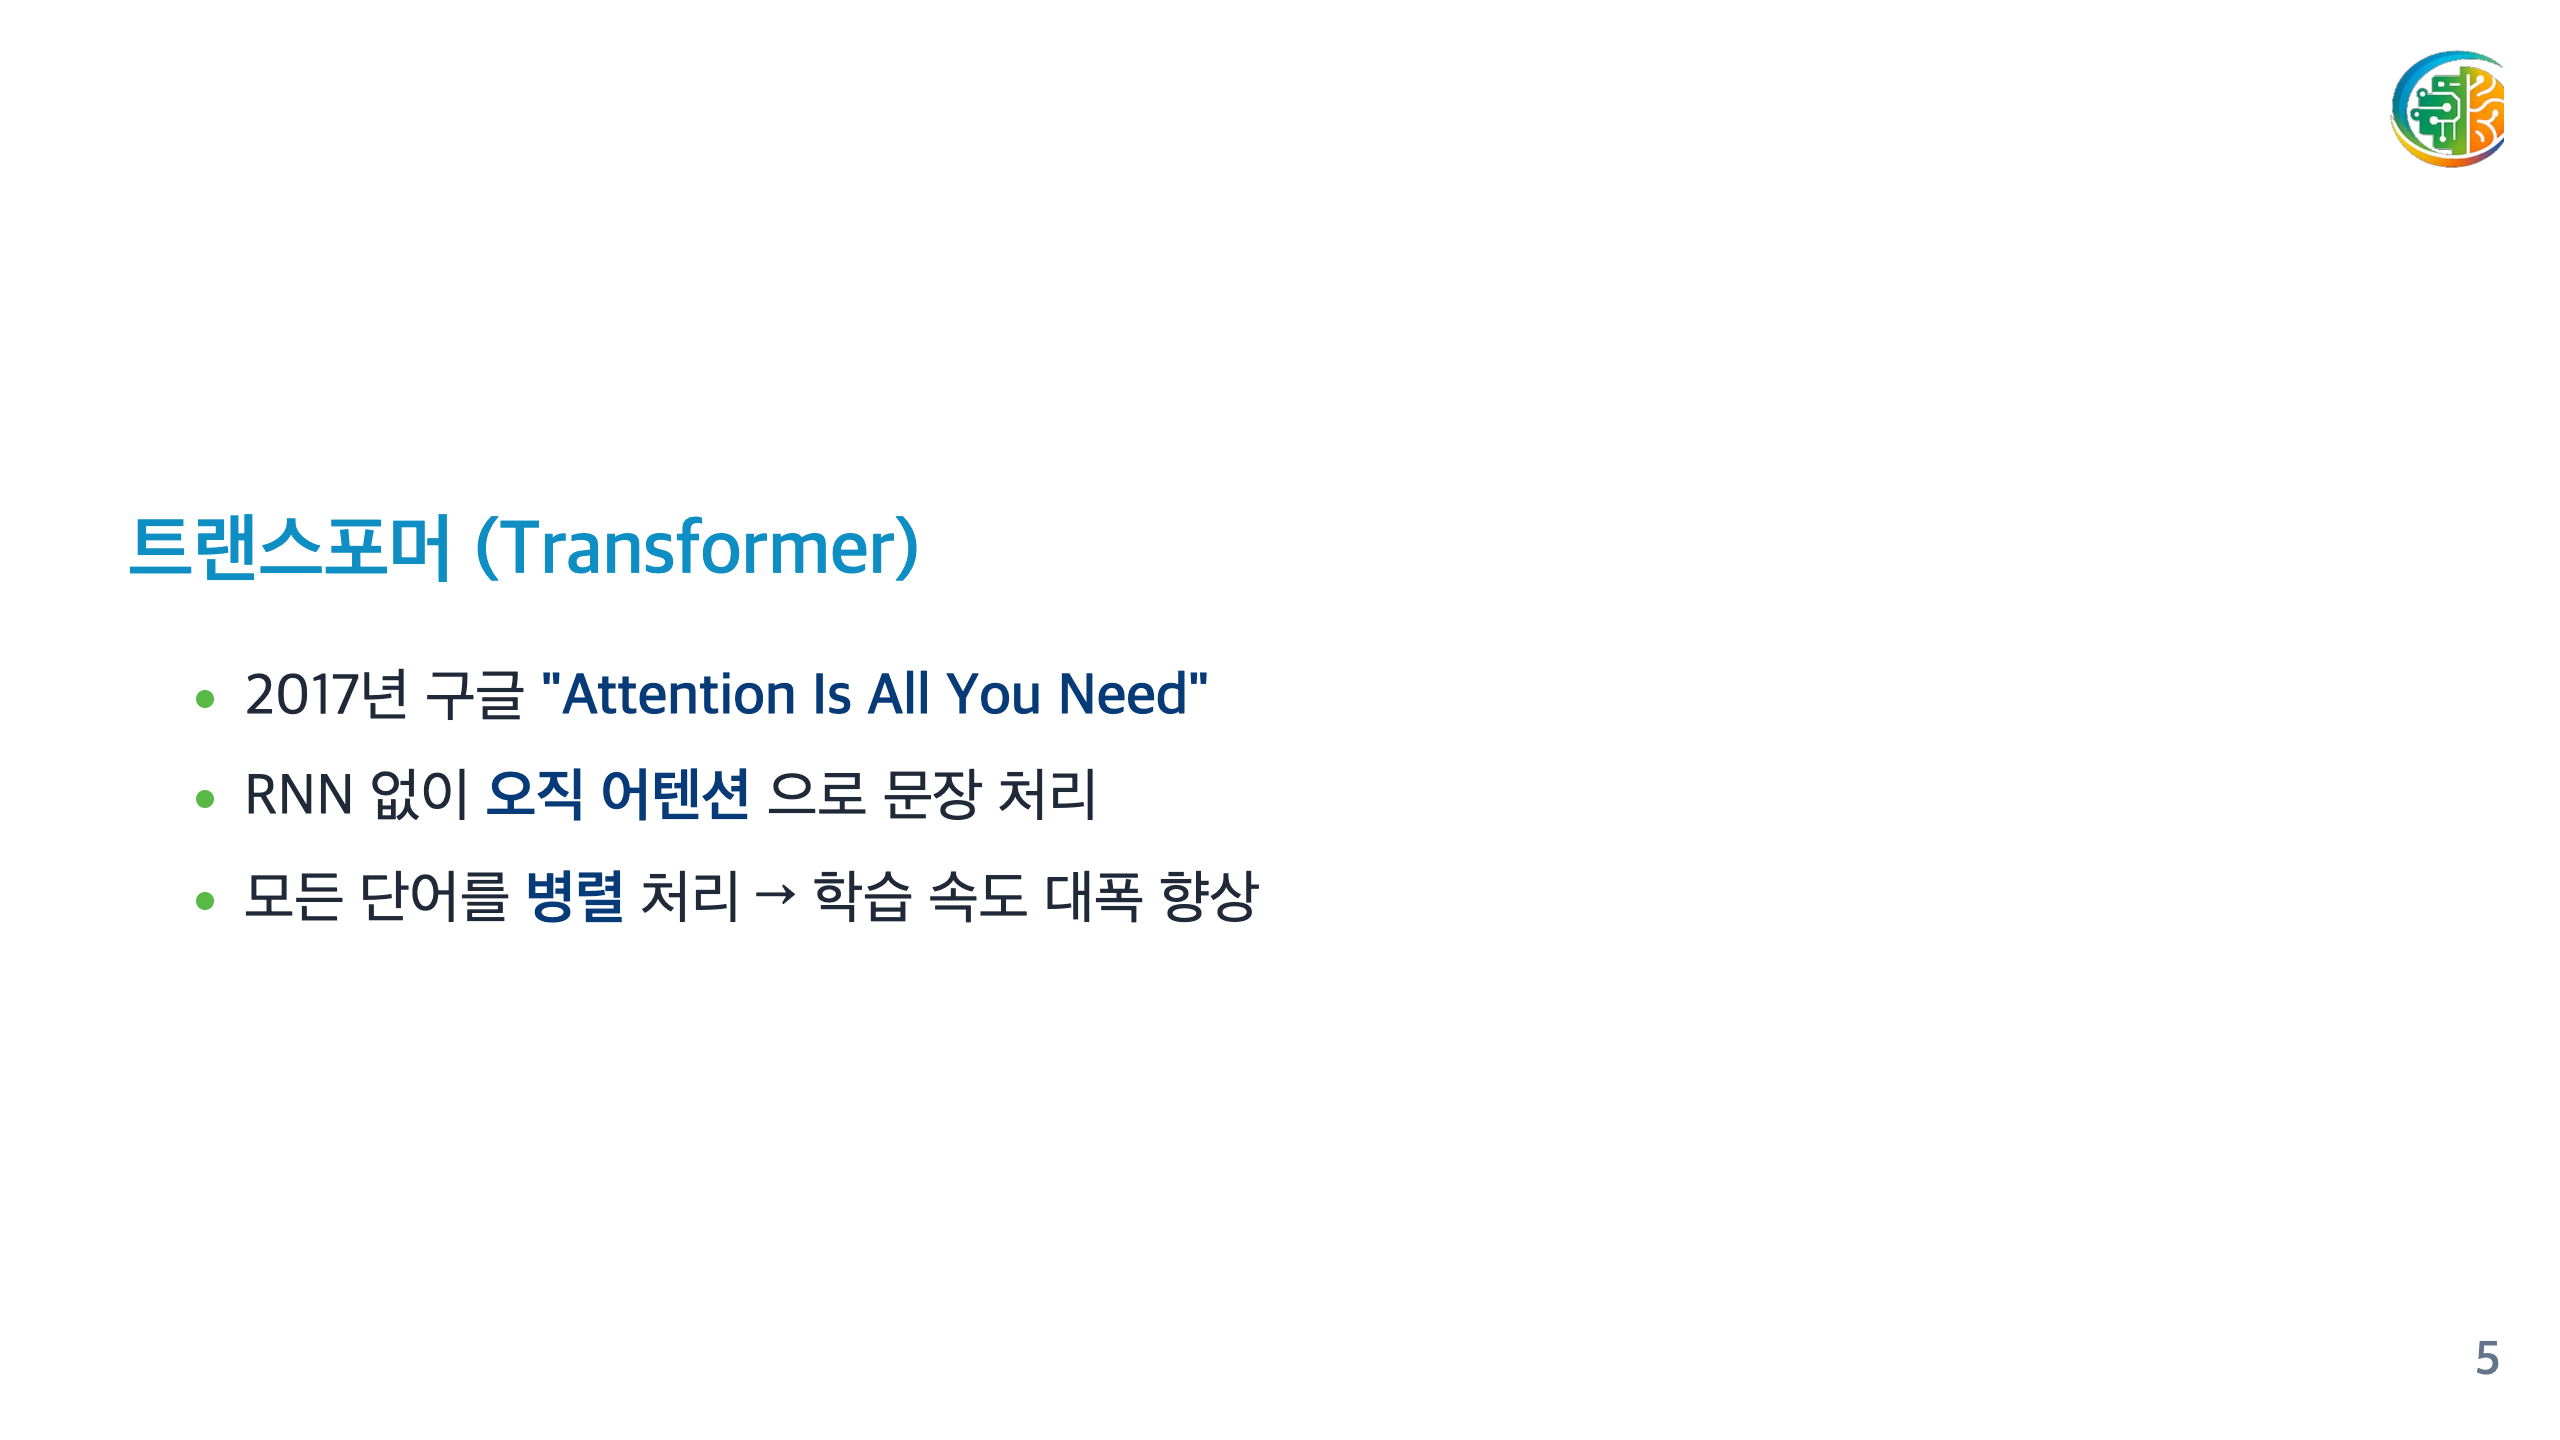 트랜스포머 (Transformer)
• 2017년 구글 "Attention Is All You Need"
• RNN 없이 오직 어텐션 으로 문장 처리
• 모든 단어를 병렬 처리 → 학습 속도 대폭 향상
5